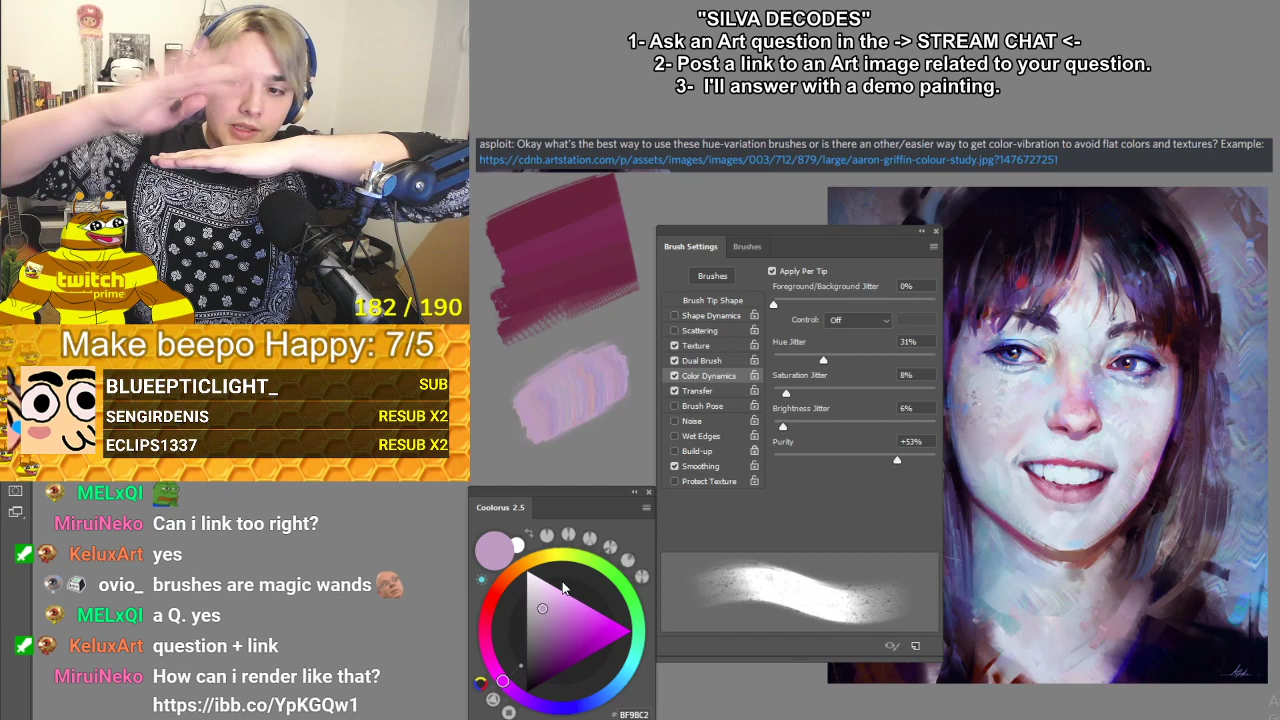 "SILVA DECODES"
1- Ask an Art question in the -> STREAM CHAT <-
2- Post a link to an Art image related to your question.
3- I'll answer with a demo painting.
asploit: Okay what's the best way to use these hue-variation brushes or is there an other/easier way to get color-vibration to avoid flat colors and textures? Example:
https://cdnb.artstation.com/p/assets/images/images/003/712/879/large/aaron-griffin-colour-study.jpg?1476727251
twitch
prime
182 / 190
Make beepo Happy: 7/5
BLUEEPTICLIGHT_ SUB
SENGIRDENIS RESUB X2
ECLIPS1337 RESUB X2
MELxQI
MiruiNeko Can i link too right?
KeluxArt yes
ovio_ brushes are magic wands
MELxQI a Q. yes
KeluxArt question + link
MiruiNeko How can i render like that?
https://ibb.co/YpKGQw1
Brush Settings Brushes
Brushes
Brush Tip Shape
Shape Dynamics
Scattering
Texture
Dual Brush
Color Dynamics
Transfer
Brush Pose
Noise
Wet Edges
Build-up
Smoothing
Protect Texture
Apply Per Tip
Foreground/Background Jitter 0%
Control: Off
Hue Jitter 31%
Saturation Jitter 8%
Brightness Jitter 6%
Purity +53%
Coolorus 2.5
# BF9BC2